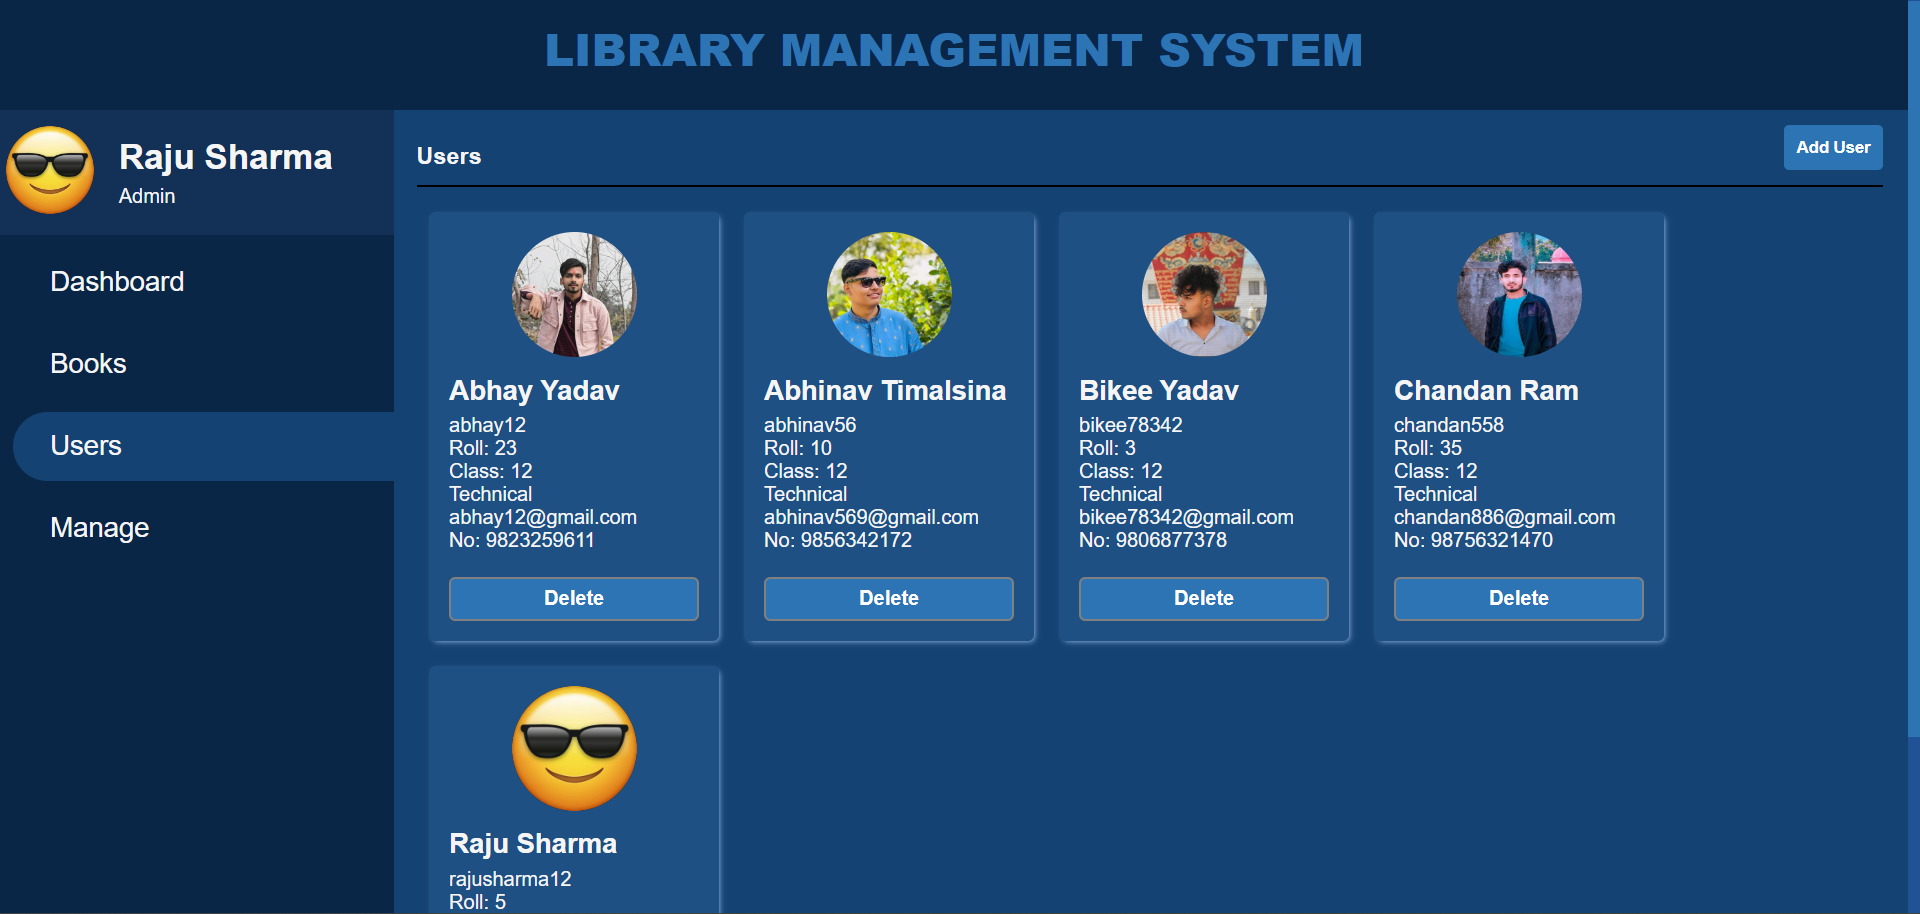 LIBRARY MANAGEMENT SYSTEM
Raju Sharma
Admin
Dashboard
Books
Users
Manage
Users
Add User
Abhay Yadav
abhay12
Roll: 23
Class: 12
Technical
abhay12@gmail.com
No: 9823259611
Delete
Abhinav Timalsina
abhinav56
Roll: 10
Class: 12
Technical
abhinav569@gmail.com
No: 9856342172
Delete
Bikee Yadav
bikee78342
Roll: 3
Class: 12
Technical
bikee78342@gmail.com
No: 9806877378
Delete
Chandan Ram
chandan558
Roll: 35
Class: 12
Technical
chandan886@gmail.com
No: 98756321470
Delete
Raju Sharma
rajusharma12
Roll: 5